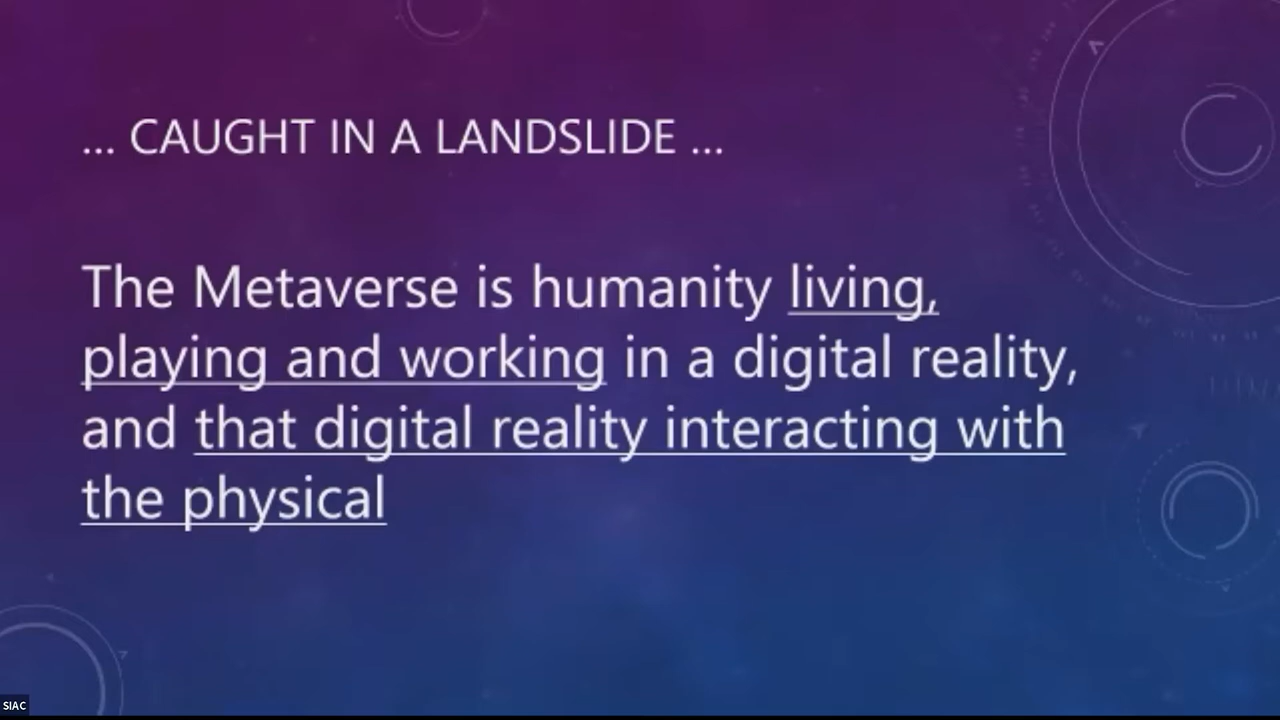 ... CAUGHT IN A LANDSLIDE ...
The Metaverse is humanity living,
playing and working in a digital reality,
and that digital reality interacting with
the physical
SIAC